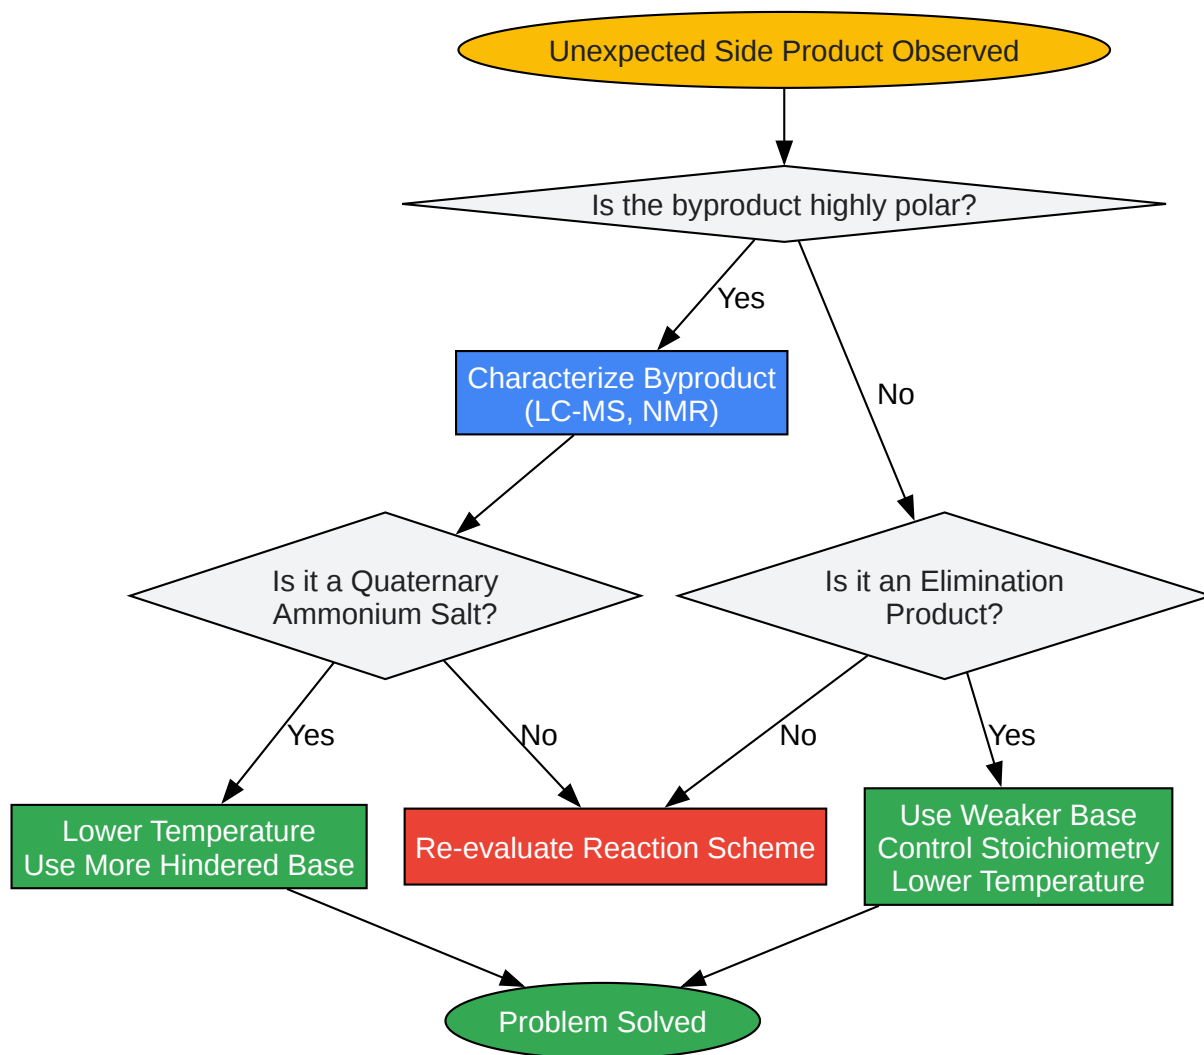 Unexpected Side Product Observed
Is the byproduct highly polar?
Yes
Characterize Byproduct
(LC-MS, NMR)
No
Is it a Quaternary
Ammonium Salt?
Is it an Elimination
Product?
Yes
No
No
Yes
Lower Temperature
Use More Hindered Base
Re-evaluate Reaction Scheme
Use Weaker Base
Control Stoichiometry
Lower Temperature
Problem Solved